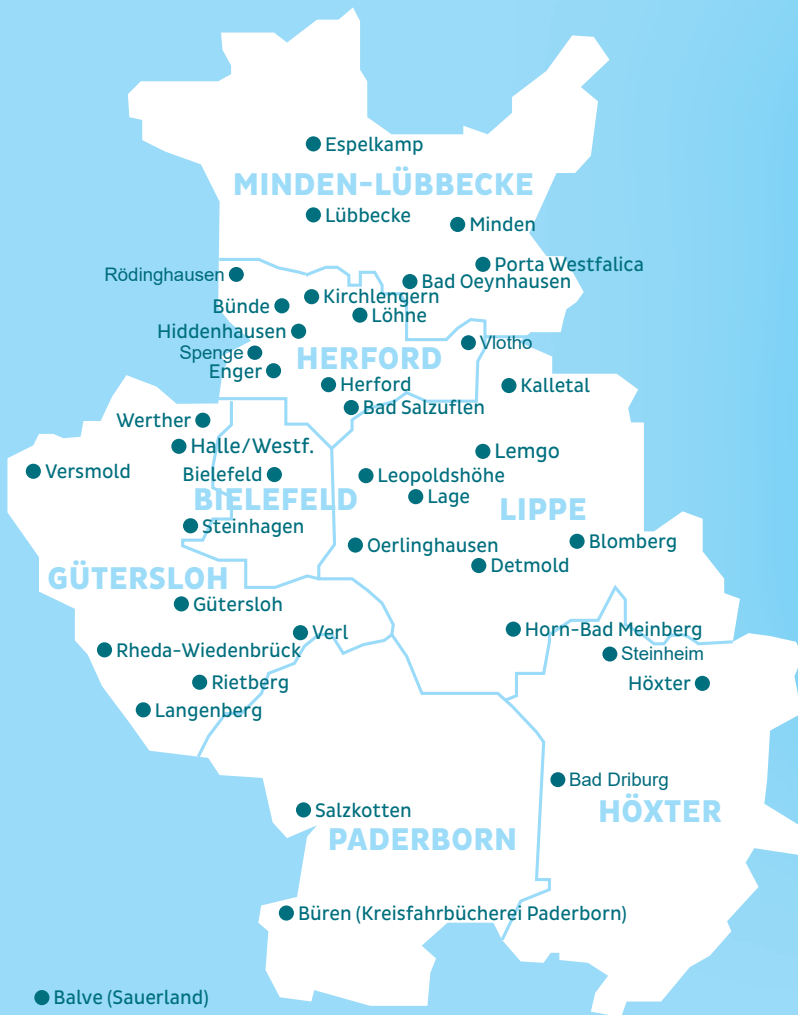 Espelkamp
MINDEN-LÜBBECKE
Lübbecke
Minden
Porta Westfalica
Rödinghausen
Bad Oeynhausen
Kirchlengern
Bünde
Löhne
Hiddenhausen
Vlotho
Spenge
HERFORD
Enger
Herford
Kalletal
Bad Salzuflen
Werther
Halle/Westf.
Lemgo
Versmold
Bielefeld
Leopoldshöhe
BIELEFELD
Lage
LIPPE
Steinhagen
Blomberg
Oerlinghausen
Detmold
GÜTERSLOH
Gütersloh
Horn-Bad Meinberg
Verl
Rheda-Wiedenbrück
Steinheim
Rietberg
Höxter
Langenberg
Bad Driburg
Salzkotten
HÖXTER
PADERBORN
Büren (Kreisfahrbücherei Paderborn)
Balve (Sauerland)